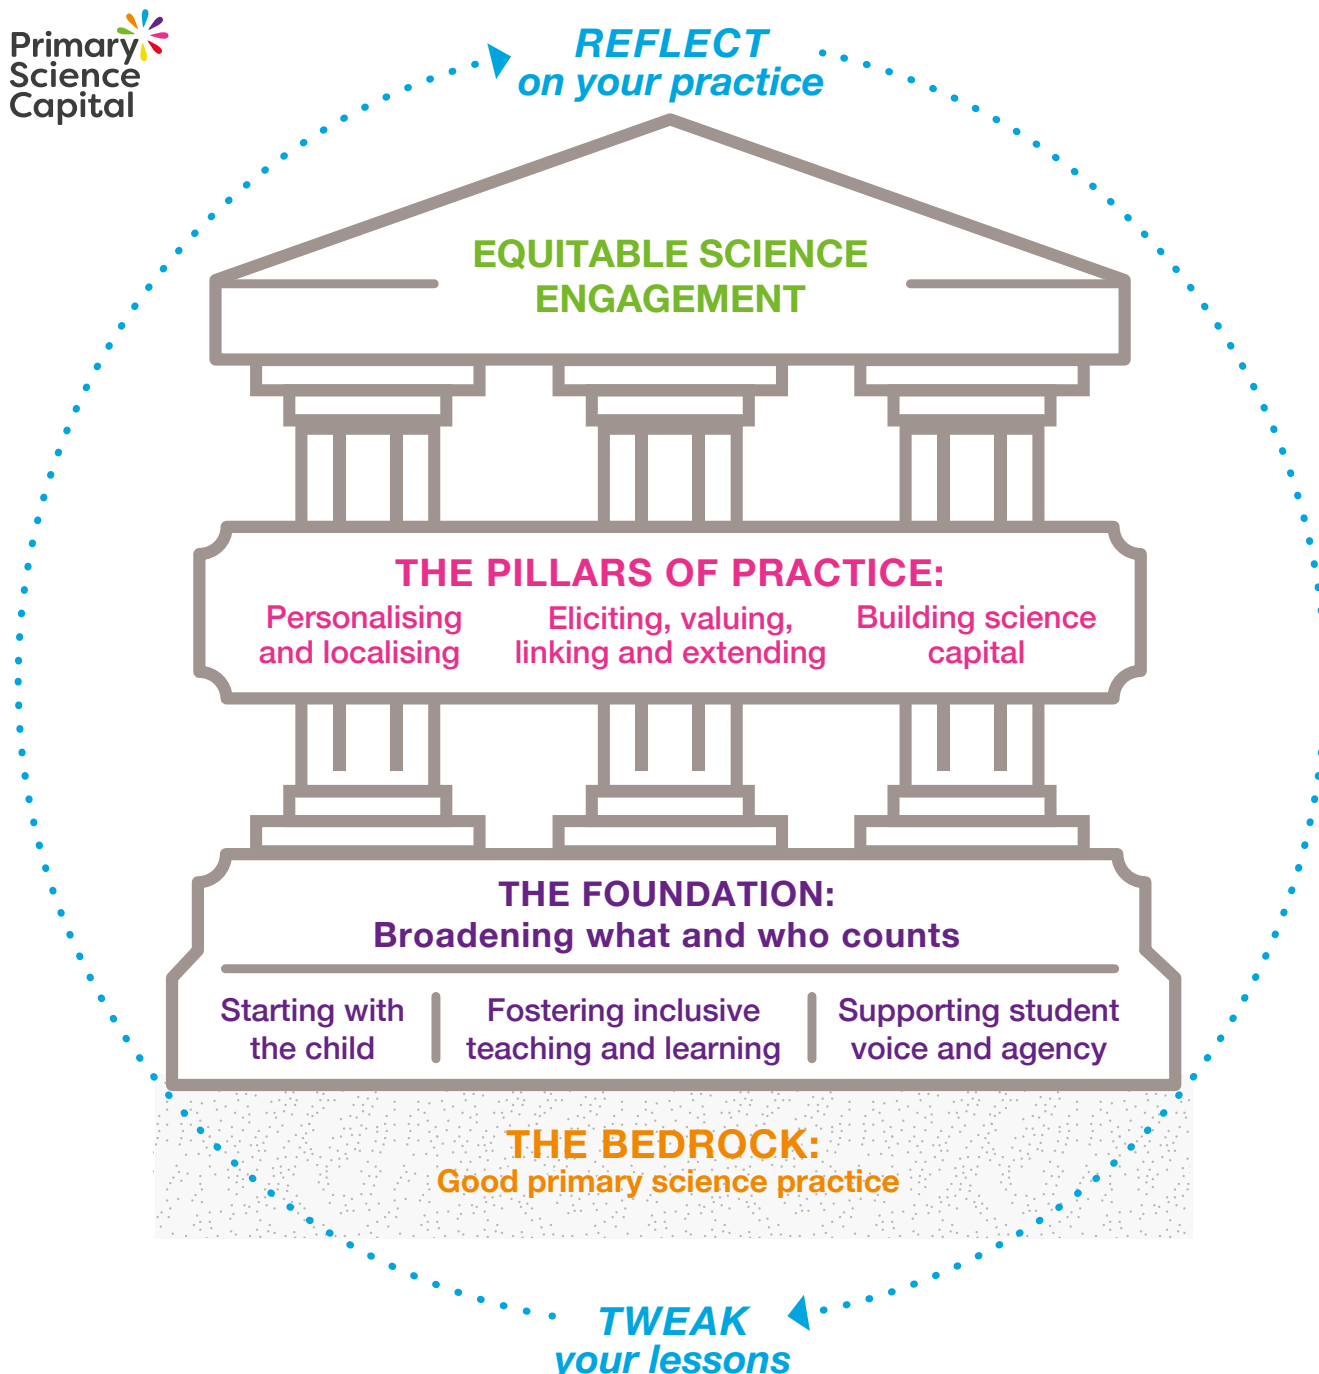 Primary
Science
Capital
REFLECT
on your practice
EQUITABLE SCIENCE
ENGAGEMENT
THE PILLARS OF PRACTICE:
Personalising
and localising
Eliciting, valuing,
linking and extending
Building science
capital
THE FOUNDATION:
Broadening what and who counts
Starting with
the child
Fostering inclusive
teaching and learning
Supporting student
voice and agency
THE BEDROCK:
Good primary science practice
TWEAK
your lessons